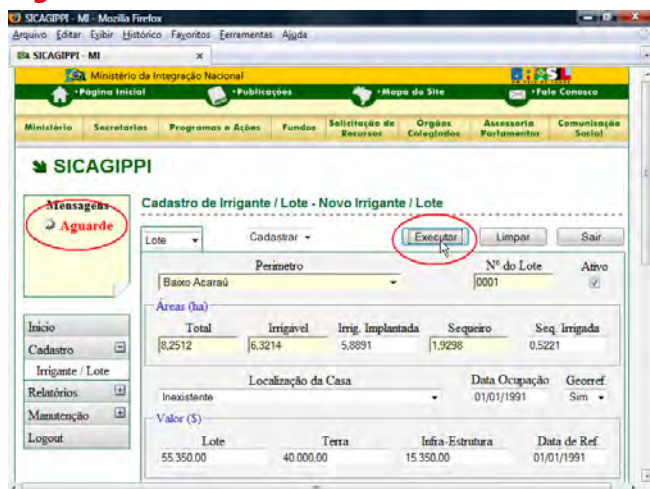 SICAGIPPI - MI - Mozilla Firefox
Arquivo Editar Exibir Histórico Favoritos Ferramentas Ajuda
SICAGIPPI - MI x
Ministério da Integração Nacional
•Página Inicial •Publicações •Mapa do Site •Fale Conosco
Ministério Secretarias Programas e Ações Fundos Solicitação de Recursos Órgãos Colegiados Assessoria Parlamentar Comunicação Social
SICAGIPPI
Mensagens
Aguarde
Cadastro de Irrigante / Lote - Novo Irrigante / Lote
Lote Cadastrar Executar Limpar Sair
Perímetro Nº do Lote Ativo
Baixo Acaraú 0001
Áreas (ha)
Total Irrigável Irrig. Implantada Sequeiro Seq. Irrigada
8,2512 6,3214 5,8891 1,9298 0,5221
Localização da Casa Data Ocupação Georref.
Inexistente 01/01/1991 Sim
Valor ($)
Lote Terra Infra-Estrutura Data de Ref.
55.350.00 40.000.00 15.350.00 01/01/1991
Início
Cadastro
Irrigante / Lote
Relatórios
Manutenção
Logout